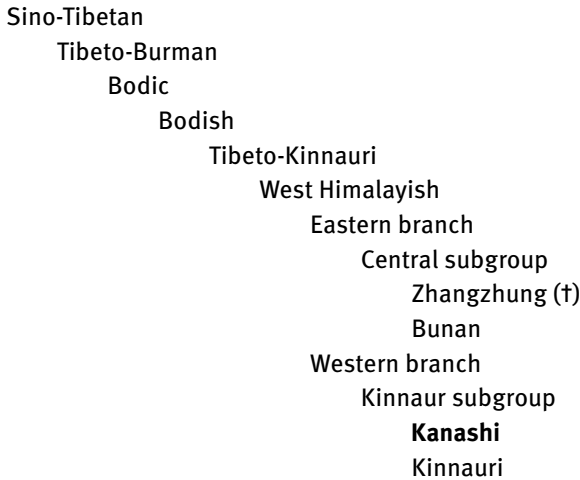 Sino-Tibetan
Tibeto-Burman
Bodic
Bodish
Tibeto-Kinnauri
West Himalayish
Eastern branch
Central subgroup
Zhangzhung (†)
Bunan
Western branch
Kinnaur subgroup
Kanashi
Kinnauri